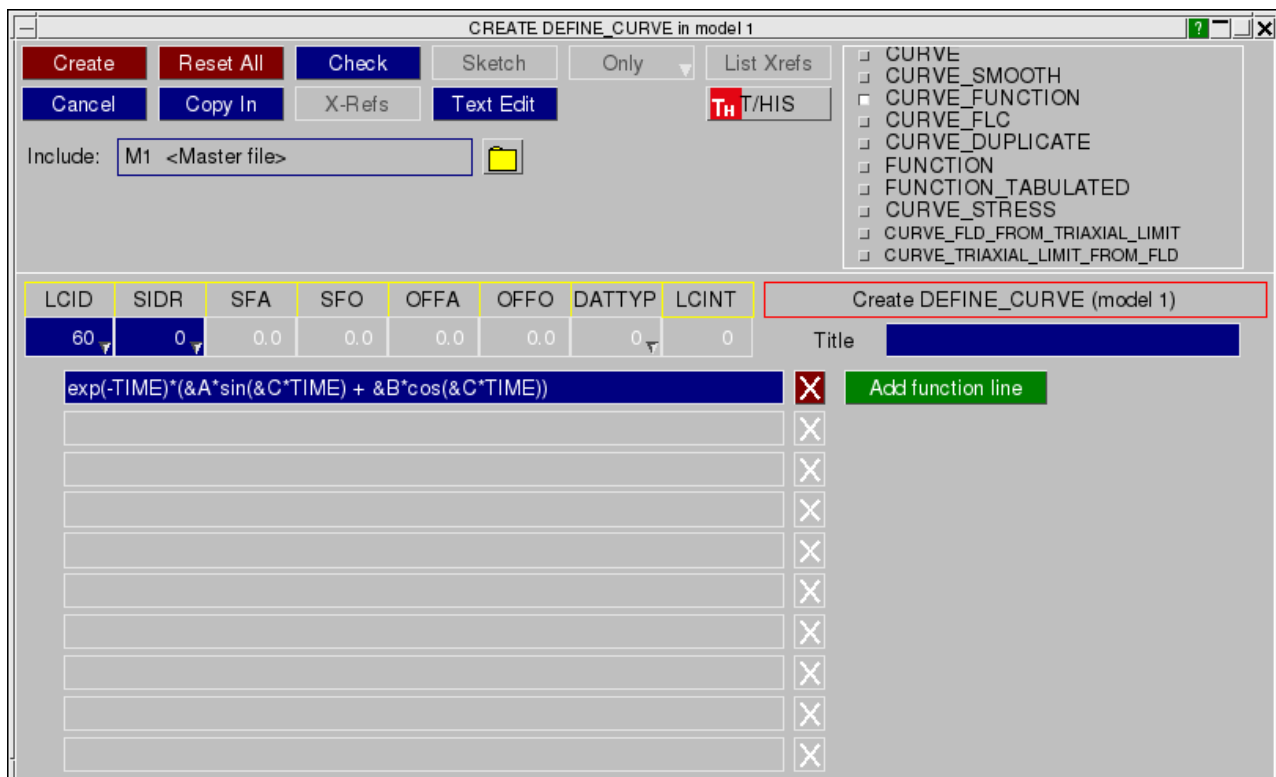 CREATE DEFINE_CURVE in model 1
?
X
Create Reset All Check Sketch Only List Xrefs
Cancel Copy In X-Refs Text Edit TH T/HIS
Include: M1 <Master file>
CURVE
CURVE_SMOOTH
CURVE_FUNCTION
CURVE_FLC
CURVE_DUPLICATE
FUNCTION
FUNCTION_TABULATED
CURVE_STRESS
CURVE_FLD_FROM_TRIAXIAL_LIMIT
CURVE_TRIAXIAL_LIMIT_FROM_FLD
LCID SIDR SFA SFO OFFA OFFO DATTYP LCINT Create DEFINE_CURVE (model 1)
60 0 0.0 0.0 0.0 0.0 0 0 Title
exp(-TIME)*(&A*sin(&C*TIME) + &B*cos(&C*TIME)) X Add function line
X
X
X
X
X
X
X
X
X